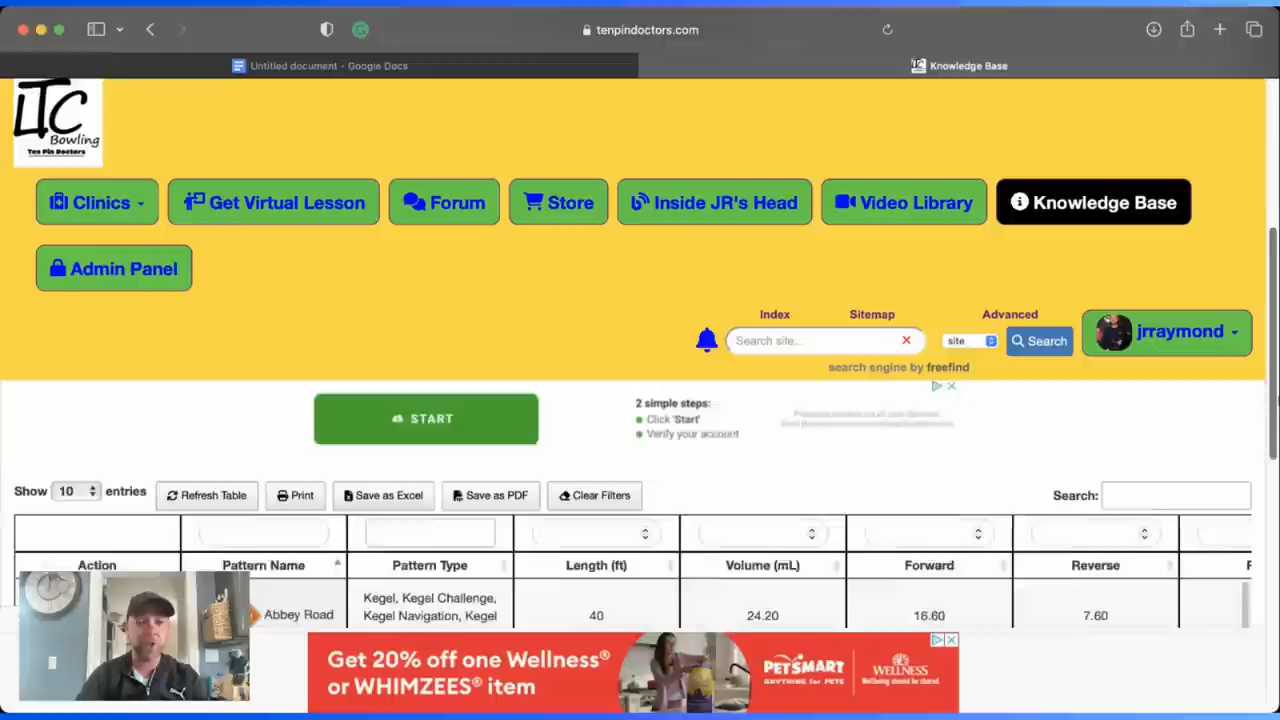 tenpindoctors.com
Untitled document - Google Docs
LTC Knowledge Base
LTC
Bowling
Ten Pin Doctors
Clinics
Get Virtual Lesson
Forum
Store
Inside JR's Head
Video Library
Knowledge Base
Admin Panel
Index Sitemap Advanced
Search site...
site
Search
jrraymond
search engine by freefind
START
2 simple steps:
Click 'Start'
Verify your account
Show 10 entries
Refresh Table
Print
Save as Excel
Save as PDF
Clear Filters
Search:
Action Pattern Name Pattern Type Length (ft) Volume (mL) Forward Reverse
Abbey Road
Kegel, Kegel Challenge,
Kegel Navigation, Kegel
40 24.20 16.60 7.60
Get 20% off one Wellness®
or WHIMZEES® item
PETSMART
ANYTHING for PETS
WELLNESS